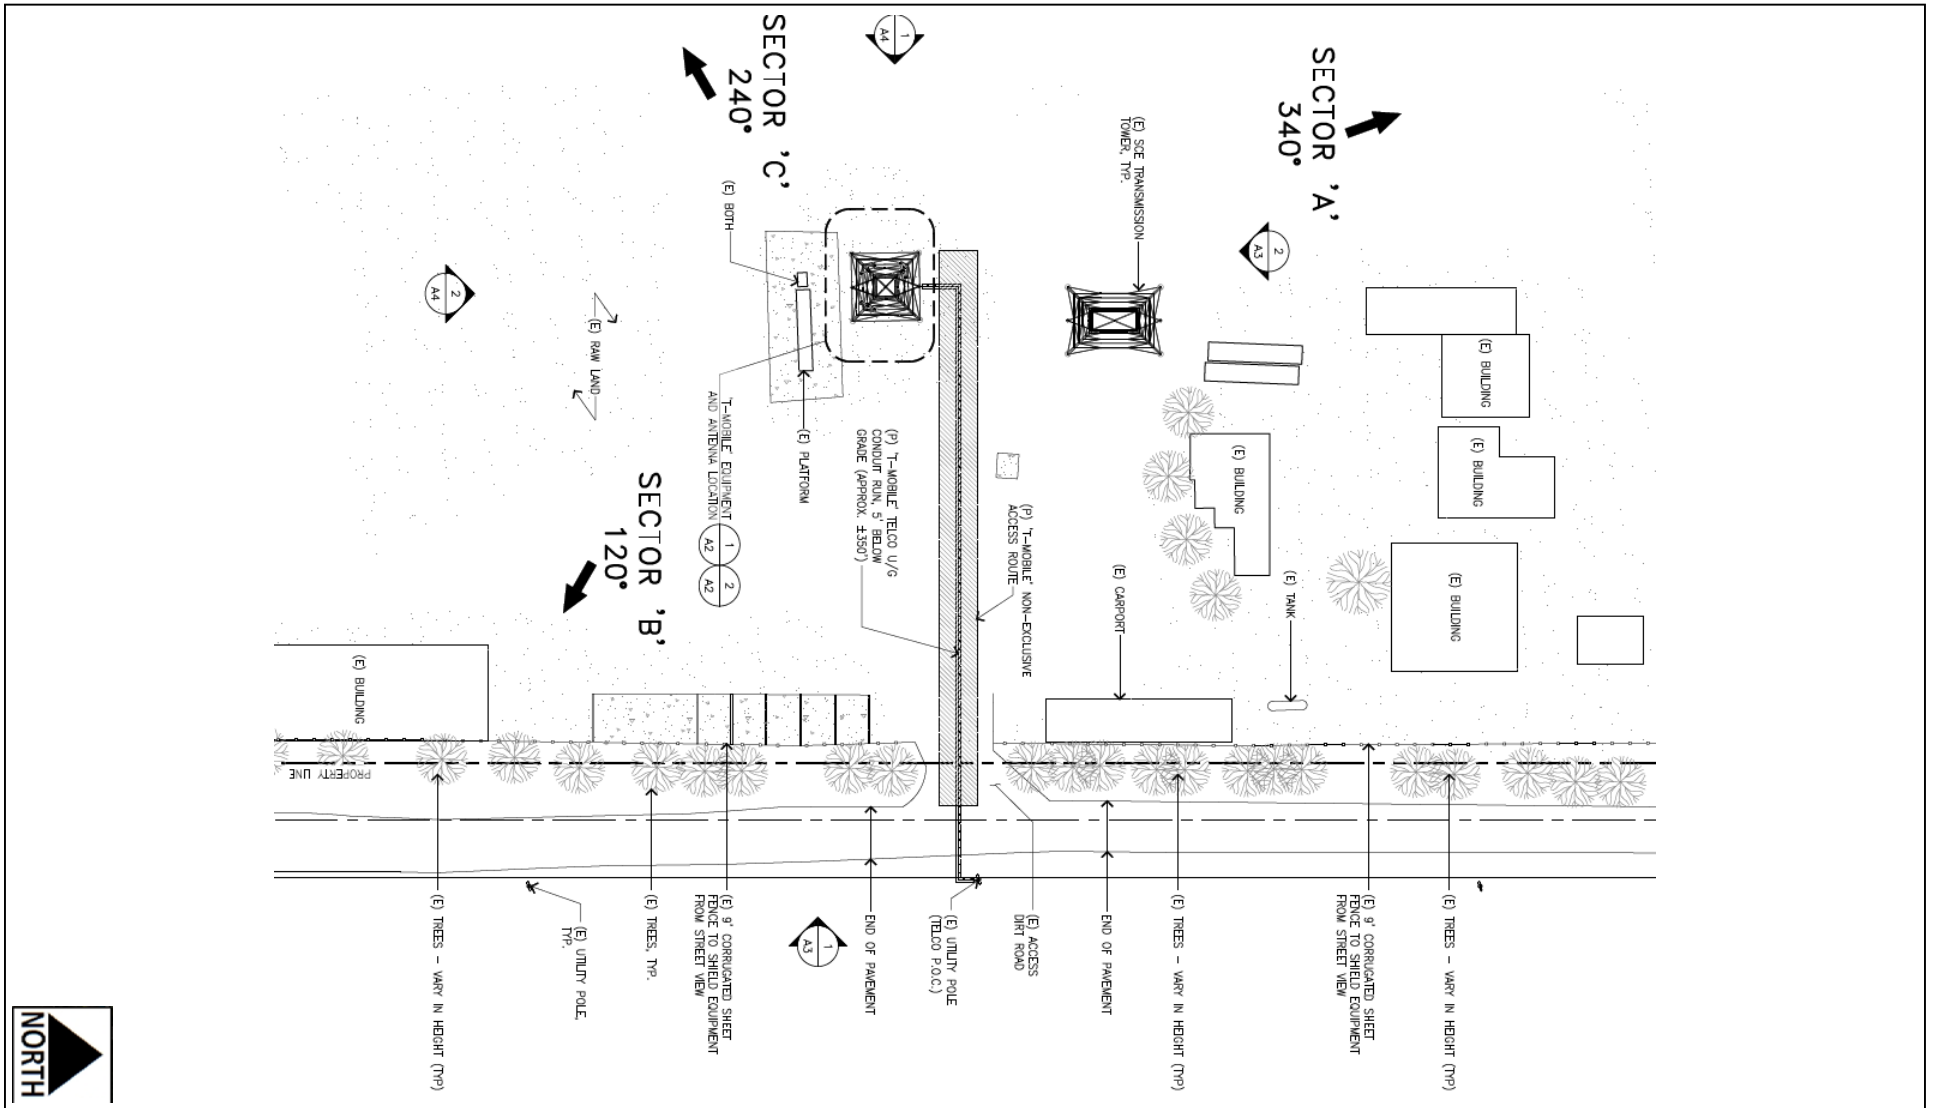 SECTOR 'A'
340°
(E) BUILDING
(E) BUILDING
(E) BUILDING
(E) TREES – VARY IN HEIGHT (TYP)
(E) 9' CORRUGATED SHEET
FENCE TO SHIELD EQUIPMENT
FROM STREET VIEW
2
A3
(E) BUILDING
(E) TANK
(E) SCE TRANSMISSION
TOWER, TYP.
(E) CARPORT
(E) TREES – VARY IN HEIGHT (TYP)
END OF PAVEMENT
(P) 'T-MOBILE' NON-EXCLUSIVE
ACCESS ROUTE
(E) ACCESS
DIRT ROAD
(E) UTILITY POLE
(TELCO P.O.C.)
1
A4
(P) 'T-MOBILE' TELCO U/G
CONDUIT RUN, 5' BELOW
GRADE (APPROX. ±350')
END OF PAVEMENT
1
A3
SECTOR 'C'
240°
(E) BOTH
(E) PLATFORM
'T-MOBILE' EQUIPMENT
AND ANTENNA LOCATION
1
A2
2
A2
(E) 9' CORRUGATED SHEET
FENCE TO SHIELD EQUIPMENT
FROM STREET VIEW
SECTOR 'B'
120°
(E) TREES, TYP.
(E) RAW LAND
(E) UTILITY POLE,
TYP.
2
A4
(E) TREES – VARY IN HEIGHT (TYP)
(E) BUILDING
PROPERTY LINE
NORTH